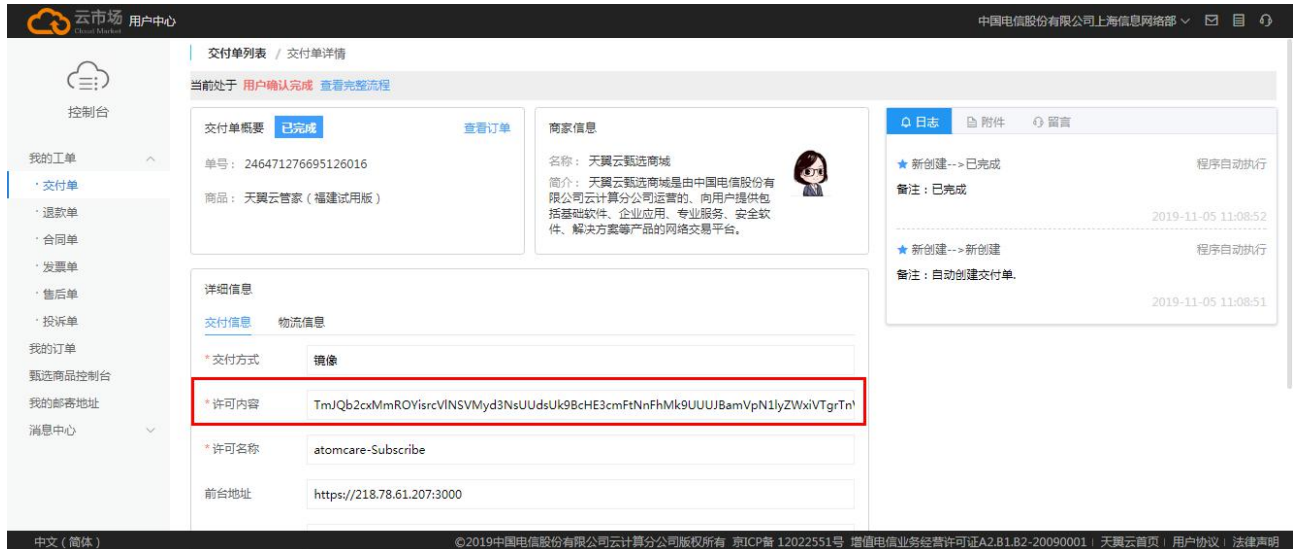 云市场 用户中心
Cloud Market
中国电信股份有限公司上海信息网络部
控制台
我的工单
· 交付单
· 退款单
· 合同单
· 发票单
· 售后单
· 投诉单
我的订单
甄选商品控制台
我的邮寄地址
消息中心
交付单列表 / 交付单详情
当前处于 用户确认完成 查看完整流程
交付单概要 已完成 查看订单
单号： 246471276695126016
商品： 天翼云管家（福建试用版）
商家信息
名称： 天翼云甄选商城
简介： 天翼云甄选商城是由中国电信股份有
限公司云计算分公司运营的、向用户提供包
括基础软件、企业应用、专业服务、安全软
件、解决方案等产品的网络交易平台。
日志 附件 留言
★ 新创建-->已完成 程序自动执行
备注：已完成
2019-11-05 11:08:52
★ 新创建-->新创建 程序自动执行
备注：自动创建交付单.
2019-11-05 11:08:51
详细信息
交付信息 物流信息
*交付方式 镜像
*许可内容 TmJQb2cxMmROYisrcVlNSVMyd3NsUUdsUk9BcHE3cmFtNnFhMk9UUUJBamVpN1lyZWxiVTgrTn
*许可名称 atomcare-Subscribe
前台地址 https://218.78.61.207:3000
中文（简体）
©2019中国电信股份有限公司云计算分公司版权所有 京ICP备 12022551号 增值电信业务经营许可证A2.B1.B2-20090001 | 天翼云首页 | 用户协议 | 法律声明